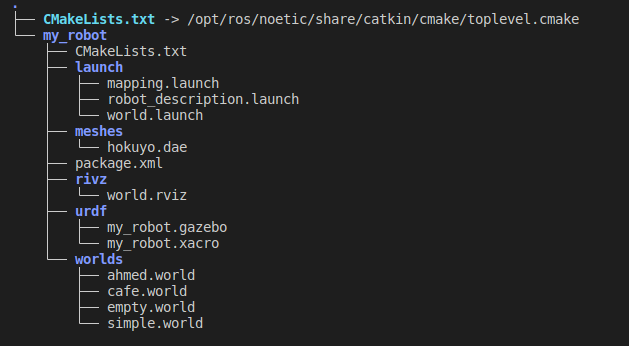 .
├── CMakeLists.txt -> /opt/ros/noetic/share/catkin/cmake/toplevel.cmake
└── my_robot
    ├── CMakeLists.txt
    ├── launch
    │   ├── mapping.launch
    │   ├── robot_description.launch
    │   └── world.launch
    ├── meshes
    │   └── hokuyo.dae
    ├── package.xml
    ├── rivz
    │   └── world.rviz
    ├── urdf
    │   ├── my_robot.gazebo
    │   └── my_robot.xacro
    └── worlds
        ├── ahmed.world
        ├── cafe.world
        ├── empty.world
        └── simple.world